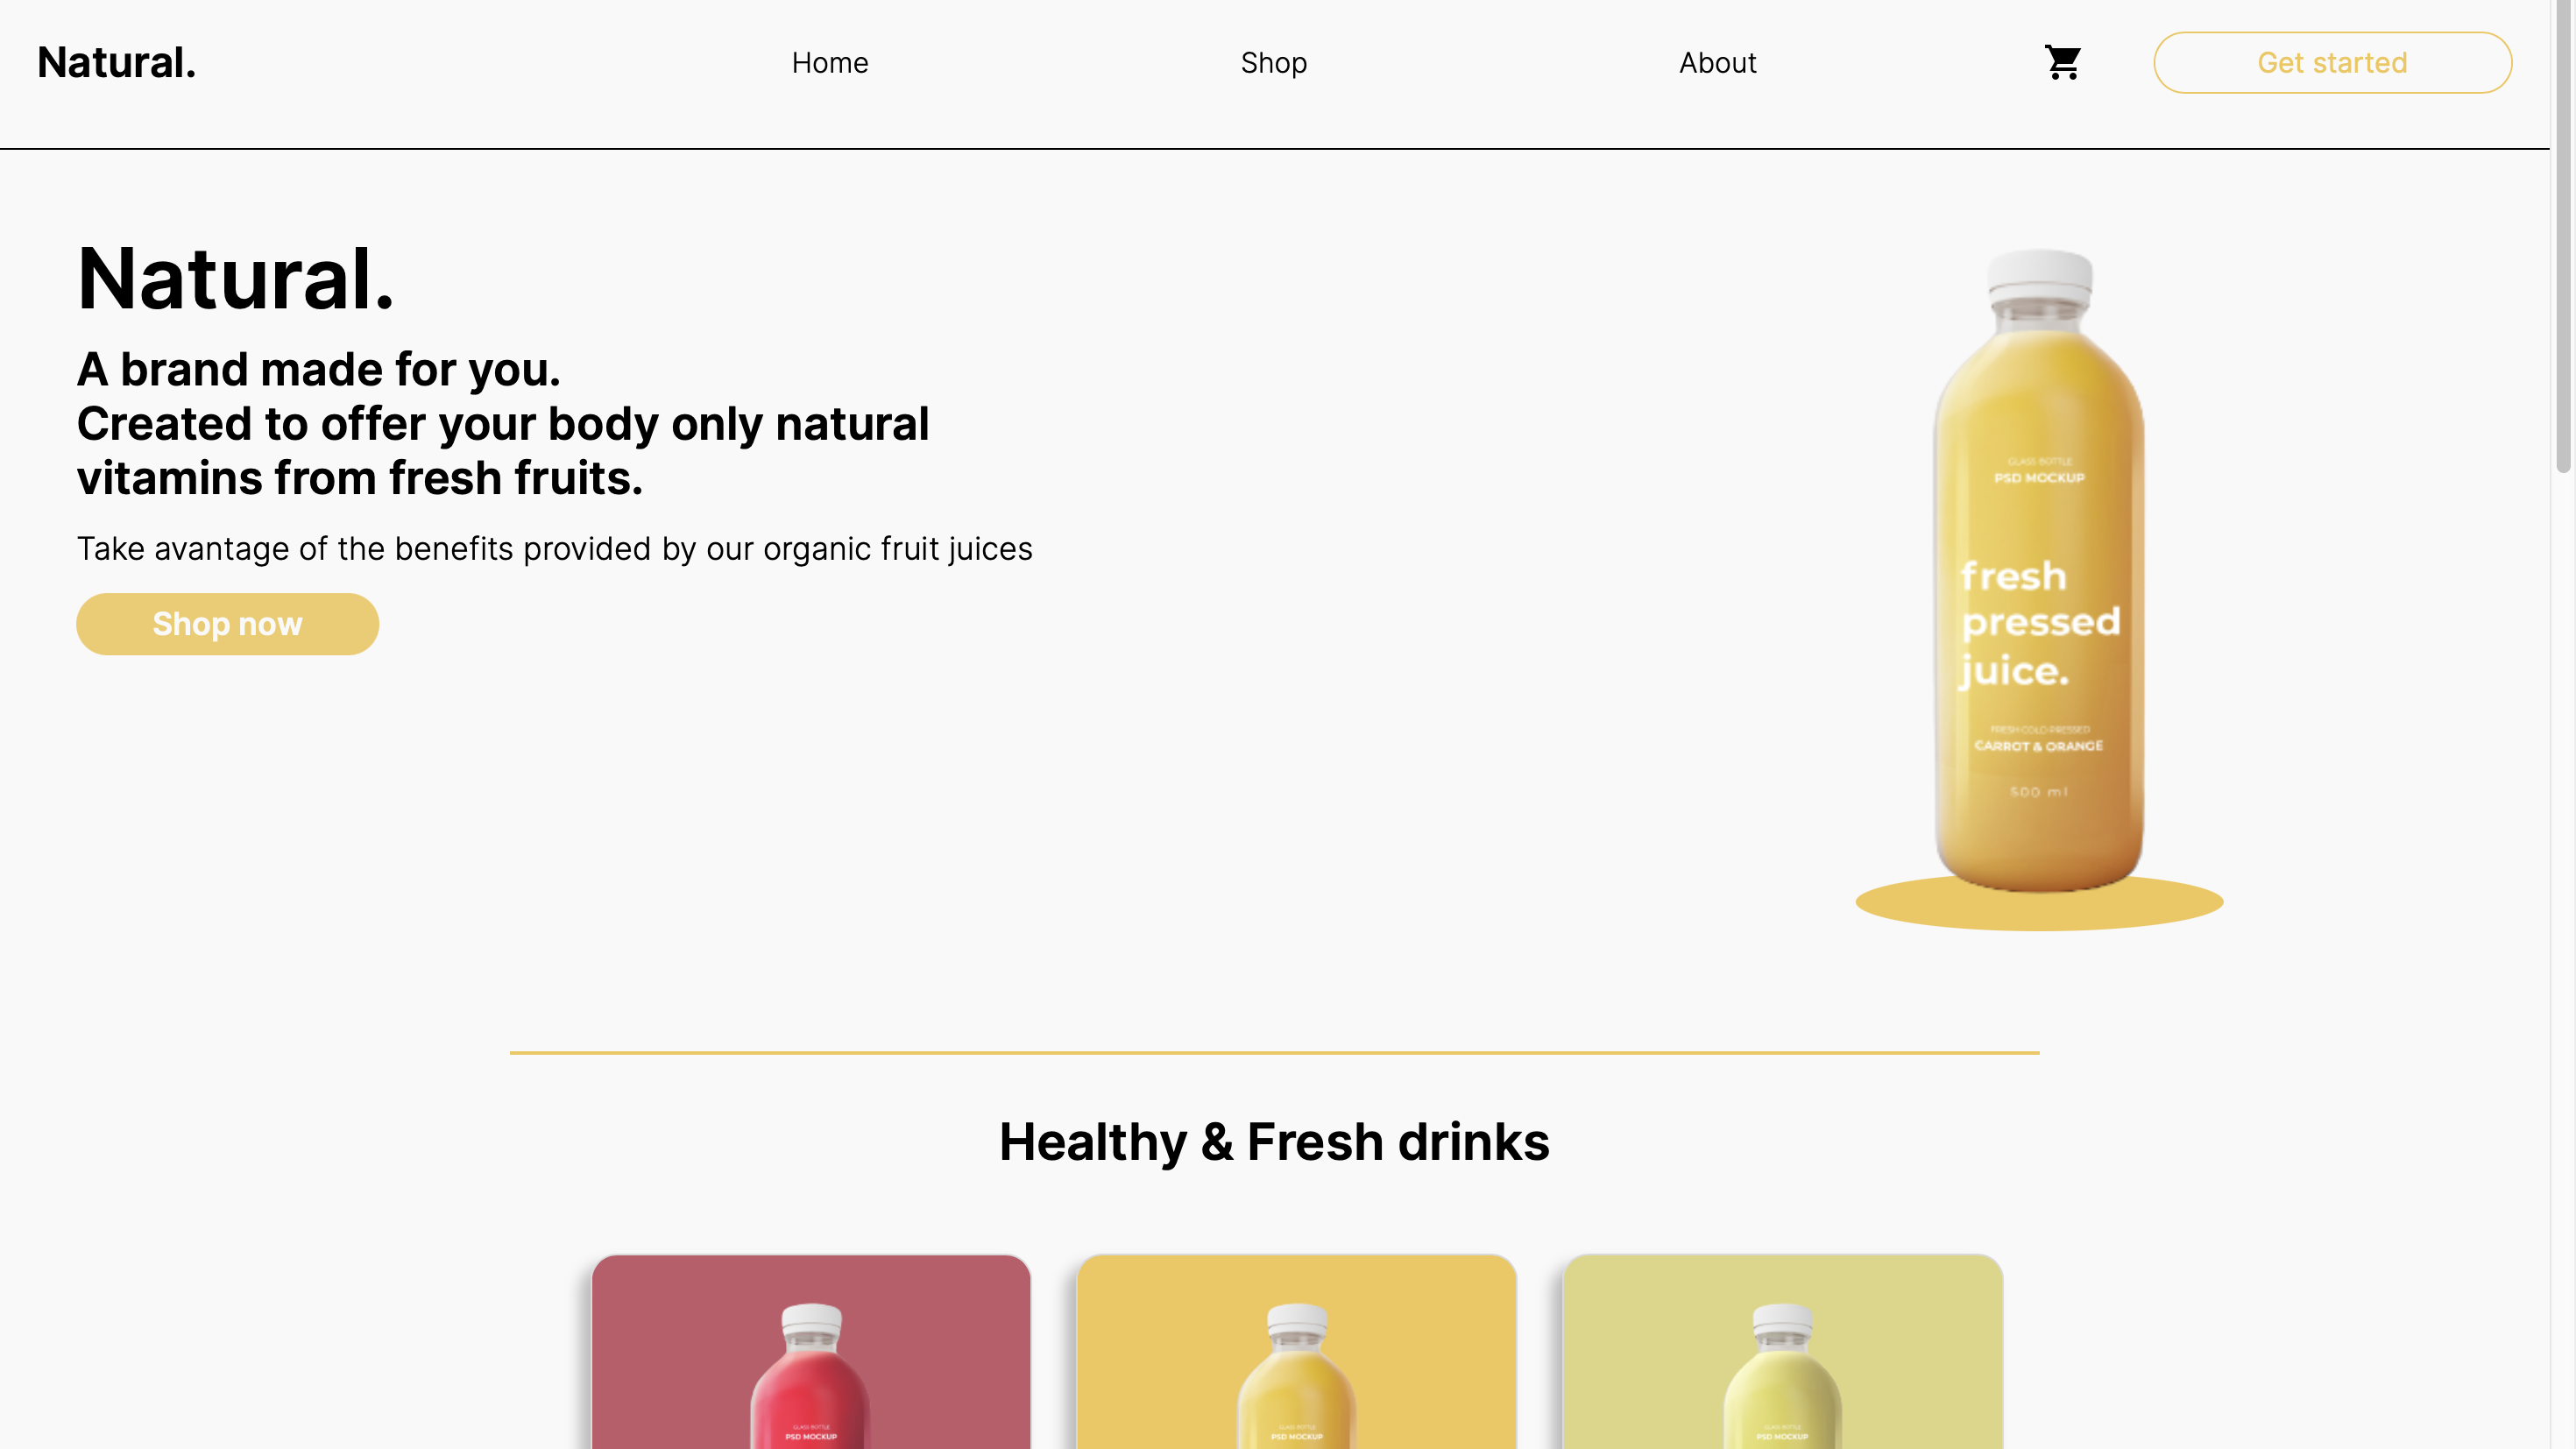 Natural.
Home
Shop
About
Get started
Natural.
A brand made for you.
Created to offer your body only natural
vitamins from fresh fruits.
Take avantage of the benefits provided by our organic fruit juices
Shop now
GLASS BOTTLE
PSD MOCKUP
fresh
pressed
juice.
FRESH COLD PRESSED
CARROT & ORANGE
500 ml
Healthy & Fresh drinks
GLASS BOTTLE
PSD MOCKUP
GLASS BOTTLE
PSD MOCKUP
GLASS BOTTLE
PSD MOCKUP